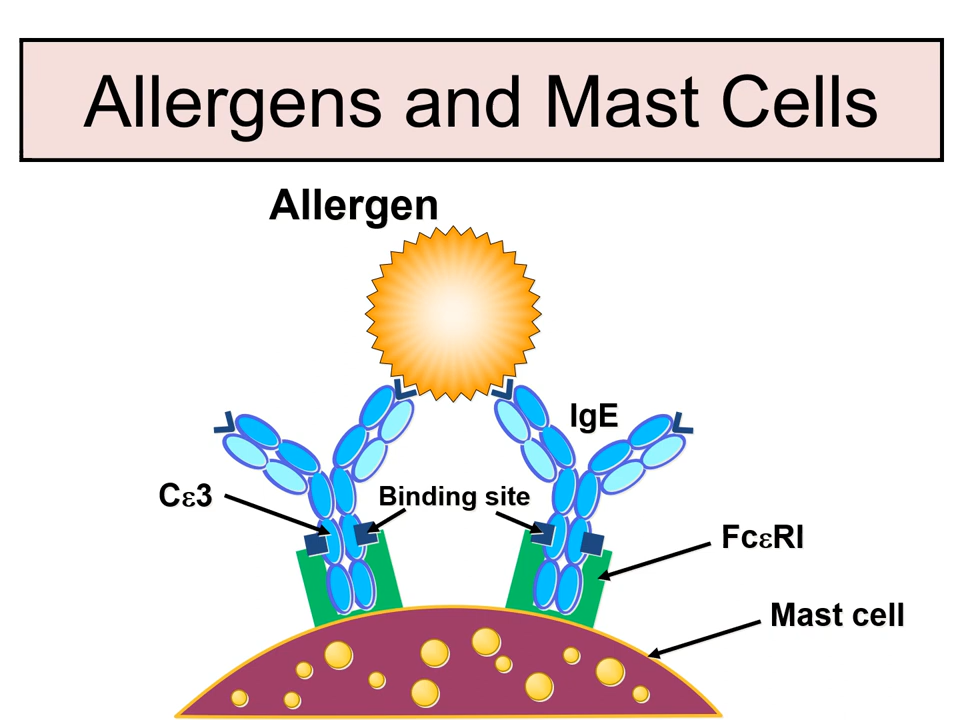 Allergens and Mast Cells
Allergen
IgE
Cε3
Binding site
FcεRI
Mast cell